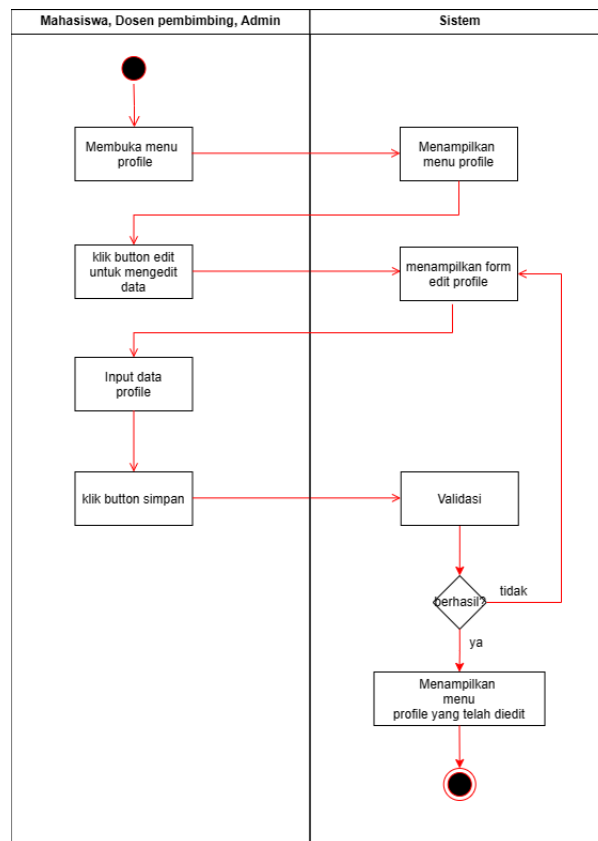 Mahasiswa, Dosen pembimbing, Admin
Sistem
Membuka menu
profile
Menampilkan
menu profile
klik button edit
untuk mengedit
data
menampilkan form
edit profile
Input data
profile
klik button simpan
Validasi
berhasil?
tidak
ya
Menampilkan
menu
profile yang telah diedit